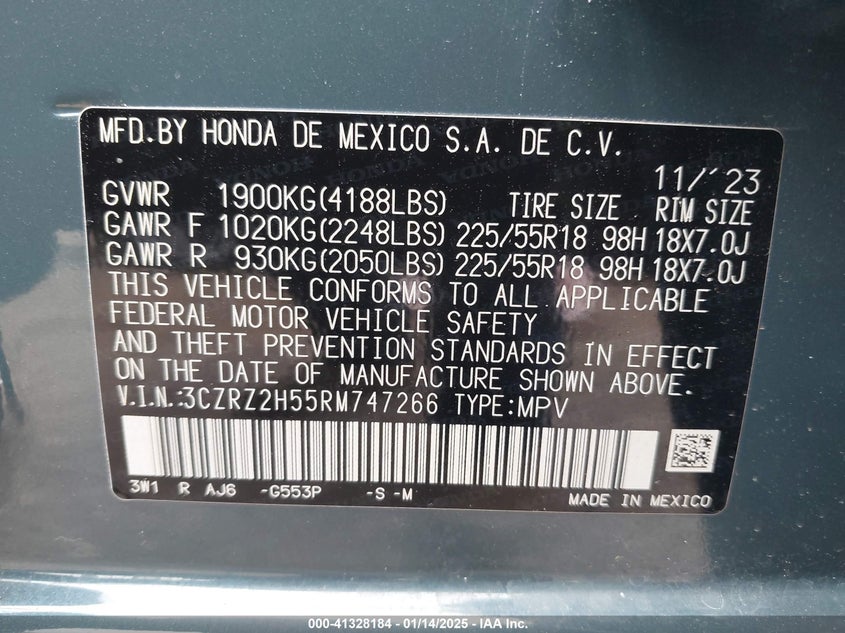 MFD.BY HONDA DE MEXICO S.A. DE C.V.
11/'23
GVWR 1900KG(4188LBS) TIRE SIZE RIM SIZE
GAWR F 1020KG(2248LBS) 225/55R18 98H 18X7.0J
GAWR R 930KG(2050LBS) 225/55R18 98H 18X7.0J
THIS VEHICLE CONFORMS TO ALL APPLICABLE
FEDERAL MOTOR VEHICLE SAFETY
AND THEFT PREVENTION STANDARDS IN EFFECT
ON THE DATE OF MANUFACTURE SHOWN ABOVE.
V.I.N.:3CZRZ2H55RM747266 TYPE:MPV
3W1 R AJ6 -G553P -S -M
MADE IN MEXICO
000-41328184 - 01/14/2025 - IAA Inc.